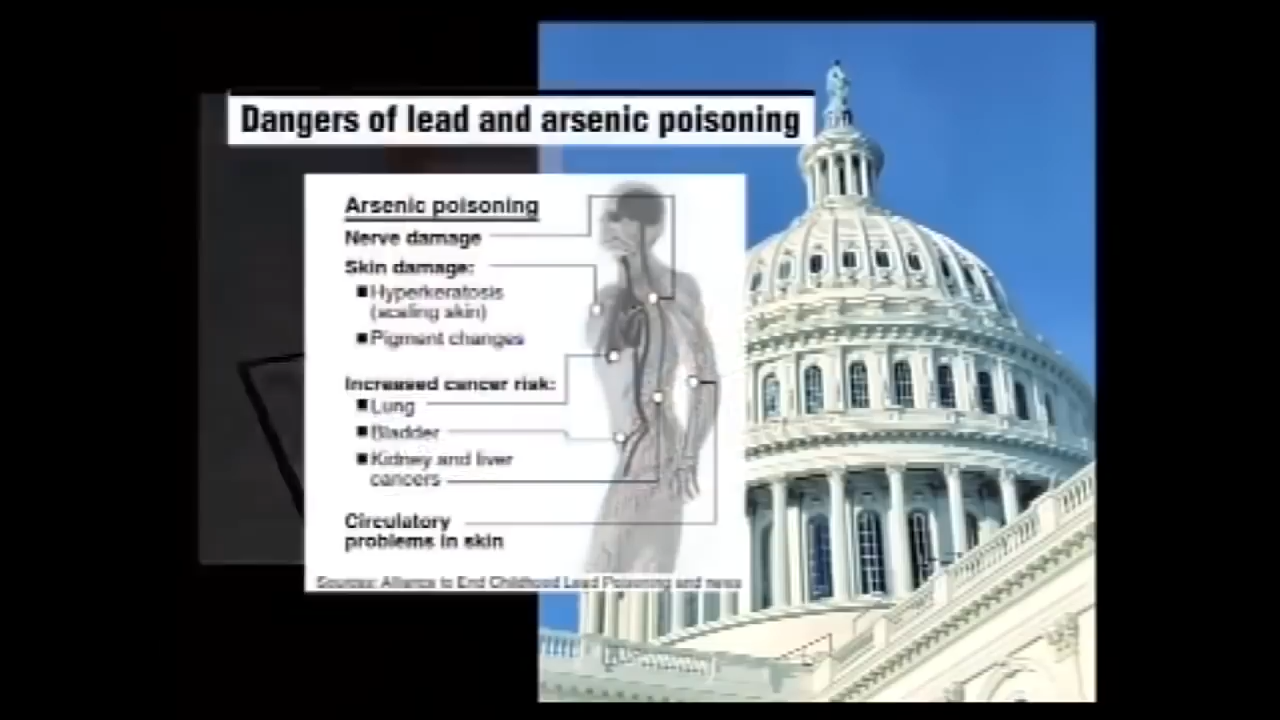 Dangers of lead and arsenic poisoning
Arsenic poisoning
Nerve damage
Skin damage:
■ Hyperkeratosis
(scaling skin)
■ Pigment changes
Increased cancer risk:
■ Lung
■ Bladder
■ Kidney and liver
cancers
Circulatory
problems in skin
Sources: Alliance to End Childhood Lead Poisoning and news